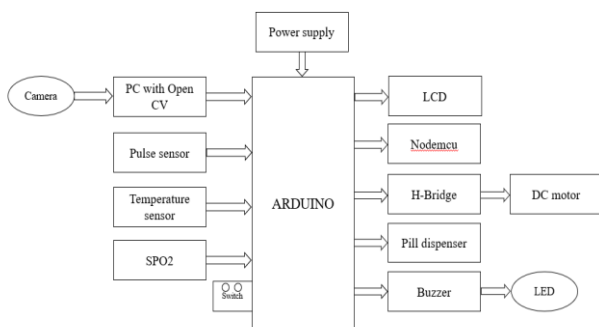 Power supply
Camera
PC with Open
CV
LCD
Pulse sensor
Nodemcu
Temperature
sensor
ARDUINO
H-Bridge
DC motor
SPO2
Pill dispenser
Switch
Buzzer
LED